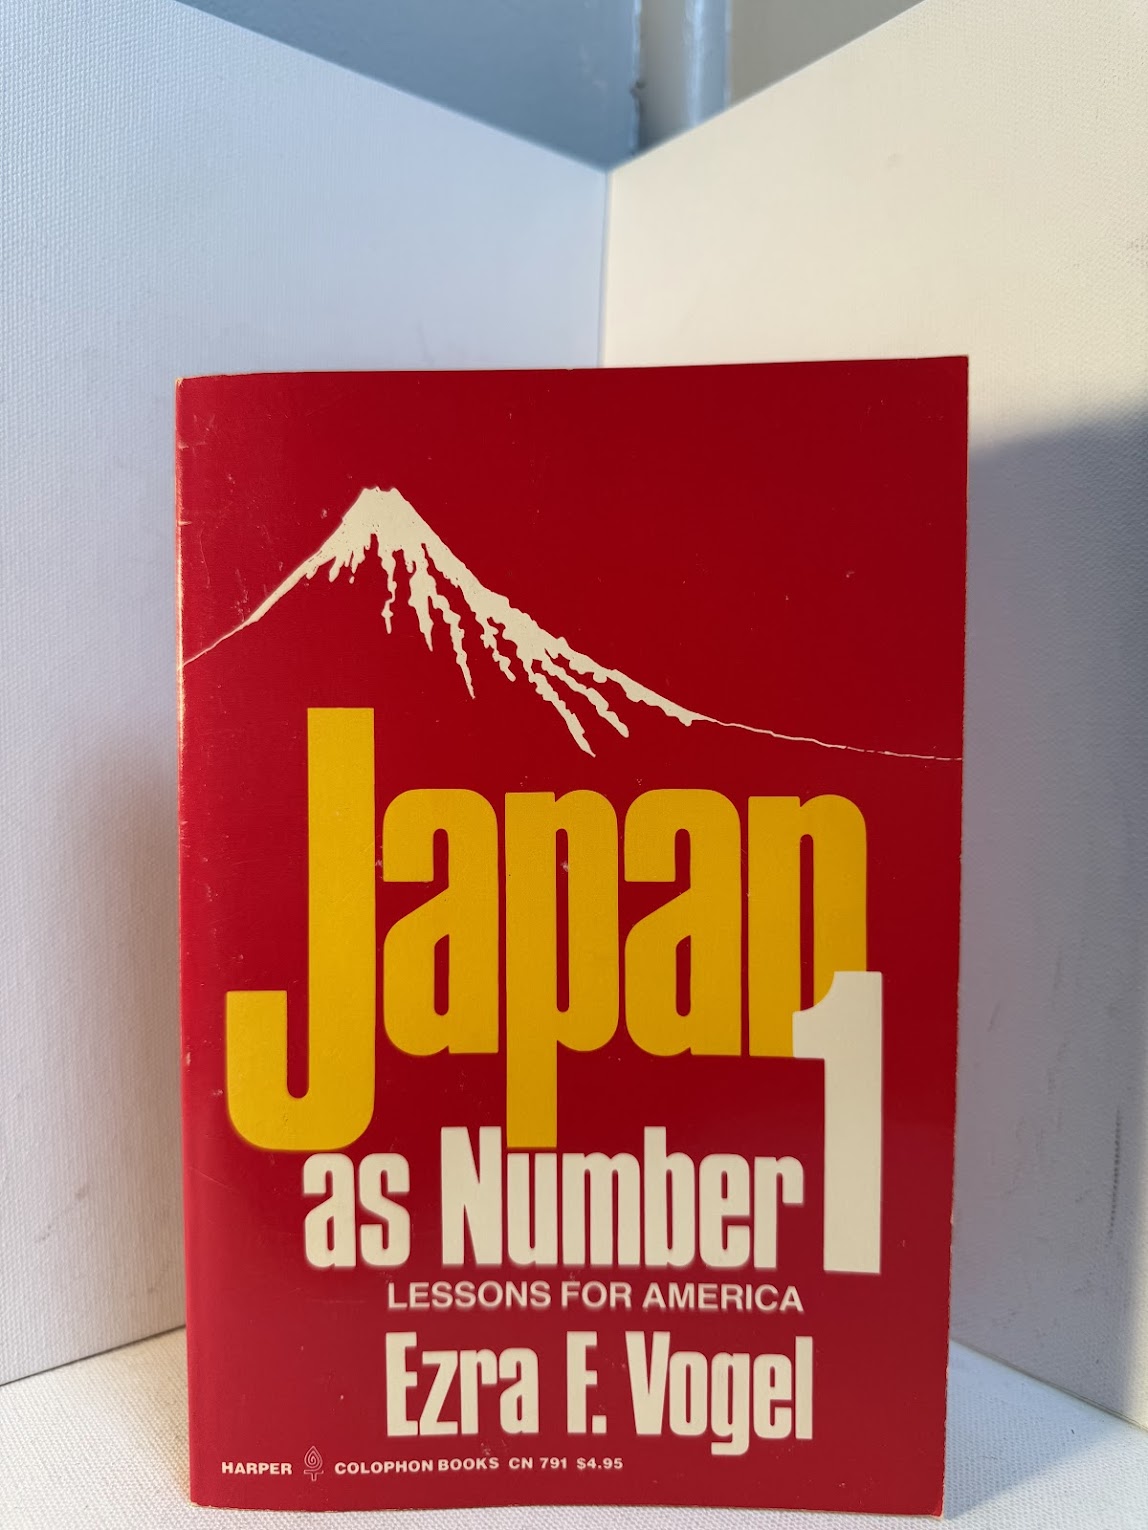 Japan
as Number 1
LESSONS FOR AMERICA
Ezra F. Vogel
HARPER COLOPHON BOOKS CN 791 $4.95